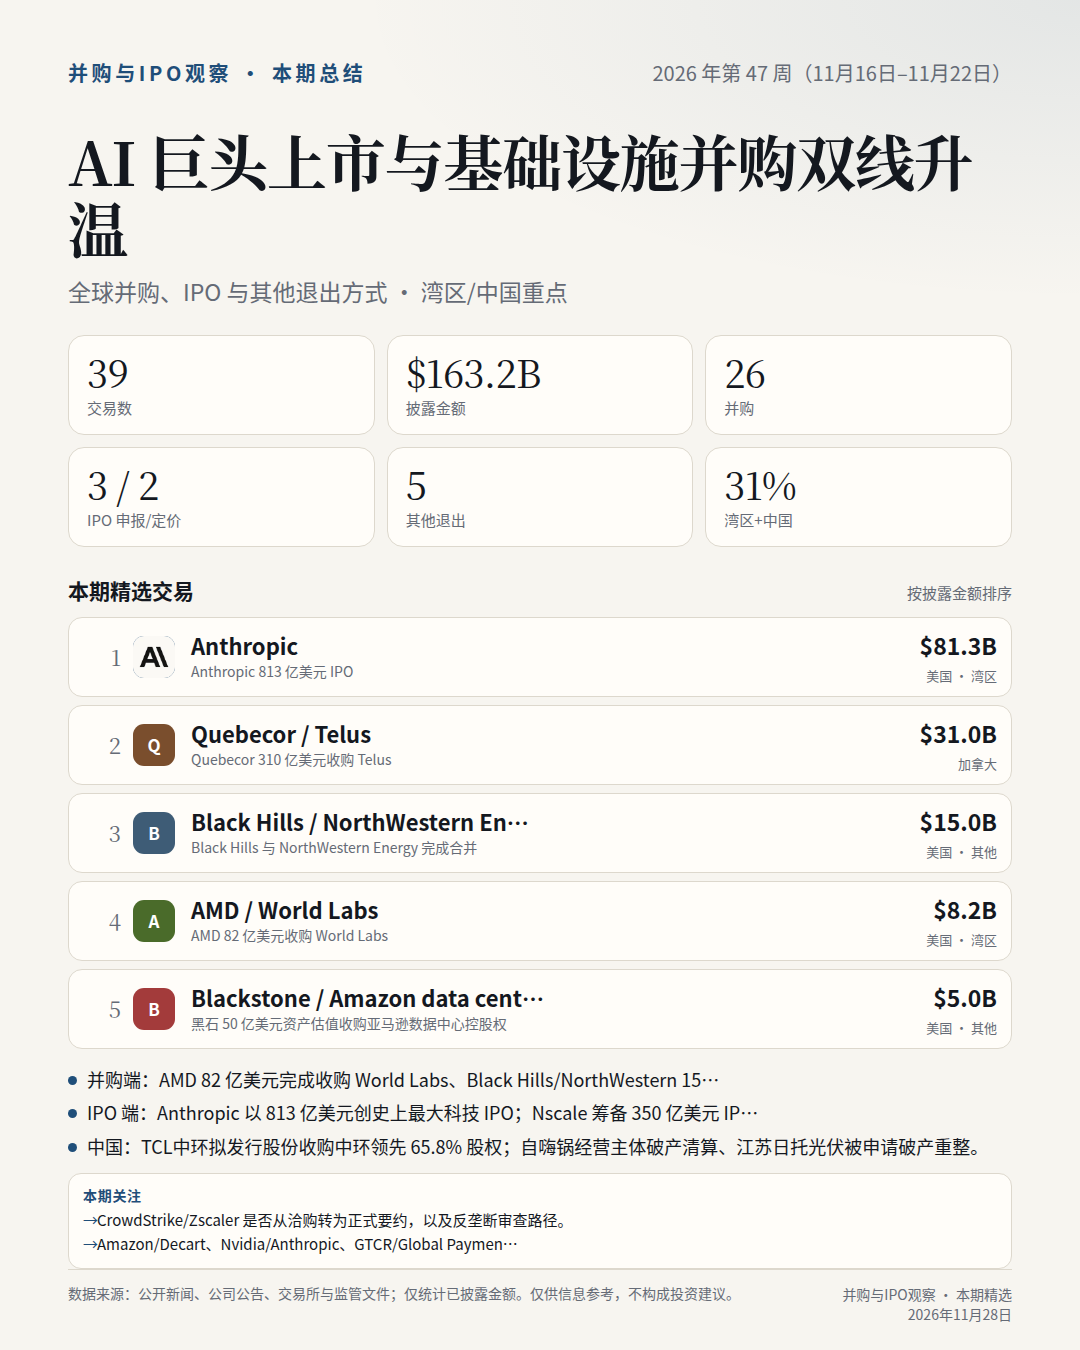 并购与IPO观察 • 本期总结
2026 年第 47 周（11月16日–11月22日）
AI 巨头上市与基础设施并购双线升
温
全球并购、IPO 与其他退出方式 • 湾区/中国重点
39
交易数
$163.2B
披露金额
26
并购
3 / 2
IPO 申报/定价
5
其他退出
31%
湾区+中国
本期精选交易
按披露金额排序
1
Anthropic
Anthropic 813 亿美元 IPO
$81.3B
美国 • 湾区
2
Q
Quebecor / Telus
Quebecor 310 亿美元收购 Telus
$31.0B
加拿大
3
B
Black Hills / NorthWestern En…
Black Hills 与 NorthWestern Energy 完成合并
$15.0B
美国 • 其他
4
A
AMD / World Labs
AMD 82 亿美元收购 World Labs
$8.2B
美国 • 湾区
5
B
Blackstone / Amazon data cent…
黑石 50 亿美元资产估值收购亚马逊数据中心控股权
$5.0B
美国 • 其他
并购端：AMD 82 亿美元完成收购 World Labs、Black Hills/NorthWestern 15…
IPO 端：Anthropic 以 813 亿美元创史上最大科技 IPO；Nscale 筹备 350 亿美元 IP…
中国：TCL中环拟发行股份收购中环领先 65.8% 股权；自嗨锅经营主体破产清算、江苏日托光伏被申请破产重整。
本期关注
→CrowdStrike/Zscaler 是否从洽购转为正式要约，以及反垄断审查路径。
→Amazon/Decart、Nvidia/Anthropic、GTCR/Global Paymen…
数据来源：公开新闻、公司公告、交易所与监管文件；仅统计已披露金额。仅供信息参考，不构成投资建议。
并购与IPO观察 • 本期精选
2026年11月28日